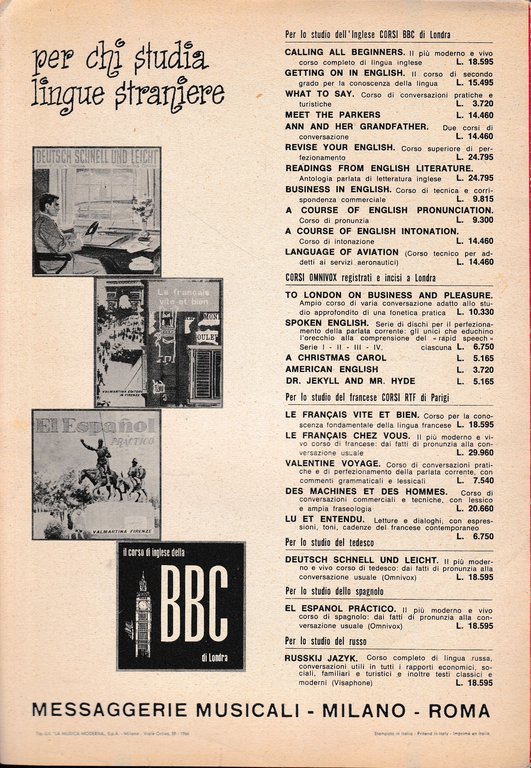 per chi studia
lingue straniere
DEUTSCH SCHNELL UND LEICHT
Le français
vite et bien
VALMARTINA EDITORE
IN FIRENZE
El Español
PRÁCTICO
VALMARTINA FIRENZE
il corso di inglese della
BBC
di Londra
Per lo studio dell'Inglese CORSI BBC di Londra
CALLING ALL BEGINNERS. Il più moderno e vivo
corso completo di lingua inglese L. 18.595
GETTING ON IN ENGLISH. Il corso di secondo
grado per la conoscenza della lingua L. 15.495
WHAT TO SAY. Corso di conversazioni pratiche e
turistiche L. 3.720
MEET THE PARKERS L. 14.460
ANN AND HER GRANDFATHER. Due corsi di
conversazione L. 14.460
REVISE YOUR ENGLISH. Corso superiore di per-
fezionamento L. 24.795
READINGS FROM ENGLISH LITERATURE.
Antologia parlata di letteratura inglese L. 24.795
BUSINESS IN ENGLISH. Corso di tecnica e corri-
spondenza commerciale L. 9.815
A COURSE OF ENGLISH PRONUNCIATION.
Corso di pronunzia L. 9.300
A COURSE OF ENGLISH INTONATION.
Corso di intonazione L. 14.460
LANGUAGE OF AVIATION (Corso tecnico per ad-
detti ai servizi aeronautici) L. 14.460
CORSI OMNIVOX registrati e incisi a Londra
TO LONDON ON BUSINESS AND PLEASURE.
Ampio corso di varia conversazione adatto allo stu-
dio approfondito di una fonetica pratica L. 10.330
SPOKEN ENGLISH. Serie di dischi per il perfeziona-
mento della parlata corrente: gli unici che educhino
l'orecchio alla comprensione del «rapid speech»
Serie I - II - III - IV. ciascuna L. 6.750
A CHRISTMAS CAROL L. 5.165
AMERICAN ENGLISH L. 3.720
DR. JEKYLL AND MR. HYDE L. 5.165
Per lo studio del francese CORSI RTF di Parigi
LE FRANÇAIS VITE ET BIEN. Corso per la cono-
scenza fondamentale della lingua francese L. 18.595
LE FRANÇAIS CHEZ VOUS. Il più moderno e vi-
vo corso di francese: dai fatti di pronunzia alla con-
versazione usuale L. 29.960
VALENTINE VOYAGE. Corso di conversazioni prati-
che e di perfezionamento della parlata corrente, con
commenti grammaticali e lessicali L. 7.540
DES MACHINES ET DES HOMMES. Corso di
conversazioni commerciali e tecniche, con lessico
e ampia fraseologia L. 20.660
LU ET ENTENDU. Letture e dialoghi, con espres-
sioni, toni, cadenze del francese contemporaneo
L. 6.750
Per lo studio del tedesco
DEUTSCH SCHNELL UND LEICHT. Il più moder-
no e vivo corso di tedesco: dai fatti di pronunzia alla
conversazione usuale (Omnivox) L. 18.595
Per lo studio dello spagnolo
EL ESPANOL PRÁCTICO. Il più moderno e vivo
corso di spagnolo: dai fatti di pronunzia alla con-
versazione usuale (Omnivox) L. 18.595
Per lo studio del russo
RUSSKIJ JAZYK. Corso completo di lingua russa,
conversazioni utili in tutti i rapporti economici, so-
ciali, familiari e turistici e inoltre testi classici e
moderni (Visaphone) L. 18.595
MESSAGGERIE MUSICALI - MILANO - ROMA
"LA MUSICA MODERNA, S.p.A. - Milano - Viale
Stampato in Italia - Printed in Italy - Imprimé en Italie